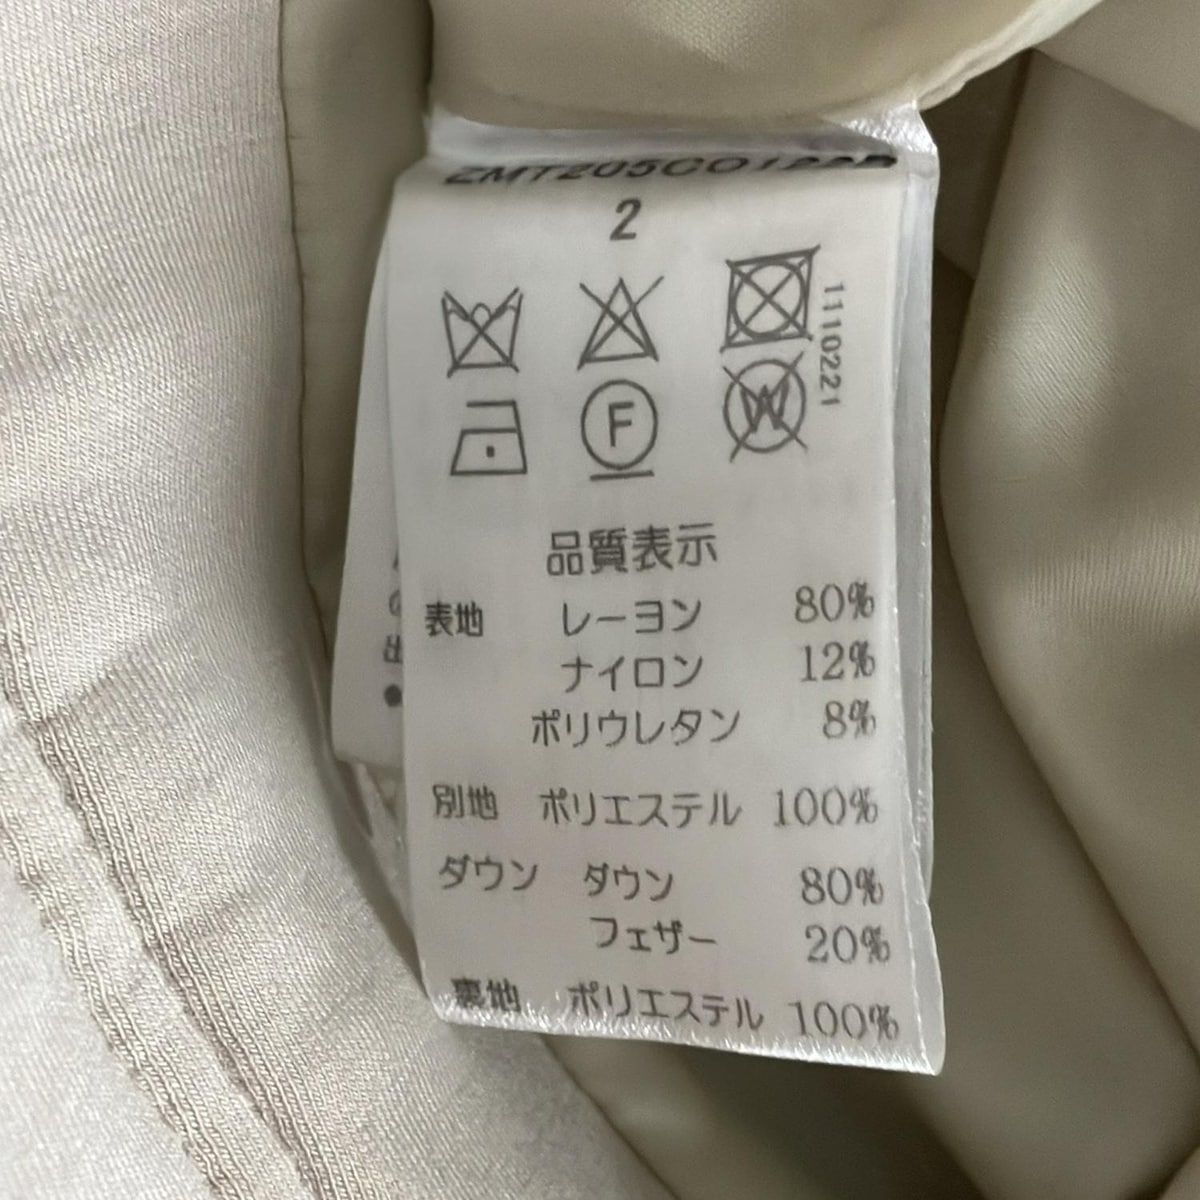 ZMT205CO122B
2
1110221
W
F
品質表示
表地 レーヨン 80%
ナイロン 12%
ポリウレタン 8%
別地 ポリエステル 100%
ダウン ダウン 80%
フェザー 20%
裏地 ポリエステル 100%